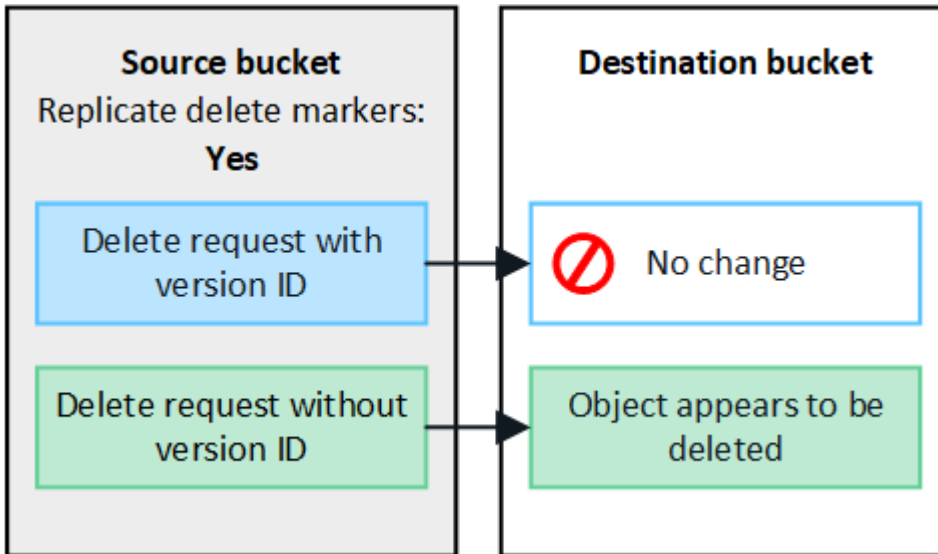 Source bucket
Replicate delete markers:
Yes
Delete request with
version ID
Delete request without
version ID
Destination bucket
No change
Object appears to be
deleted